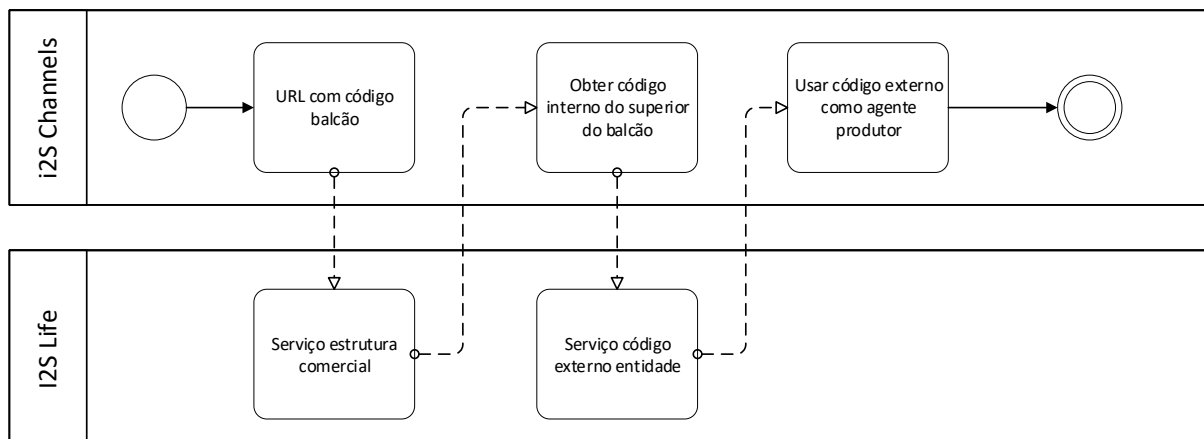 i2S Channels
URL com código
balcão
Obter código
interno do superior
do balcão
Usar código externo
como agente
produtor
I2S Life
Serviço estrutura
comercial
Serviço código
externo entidade